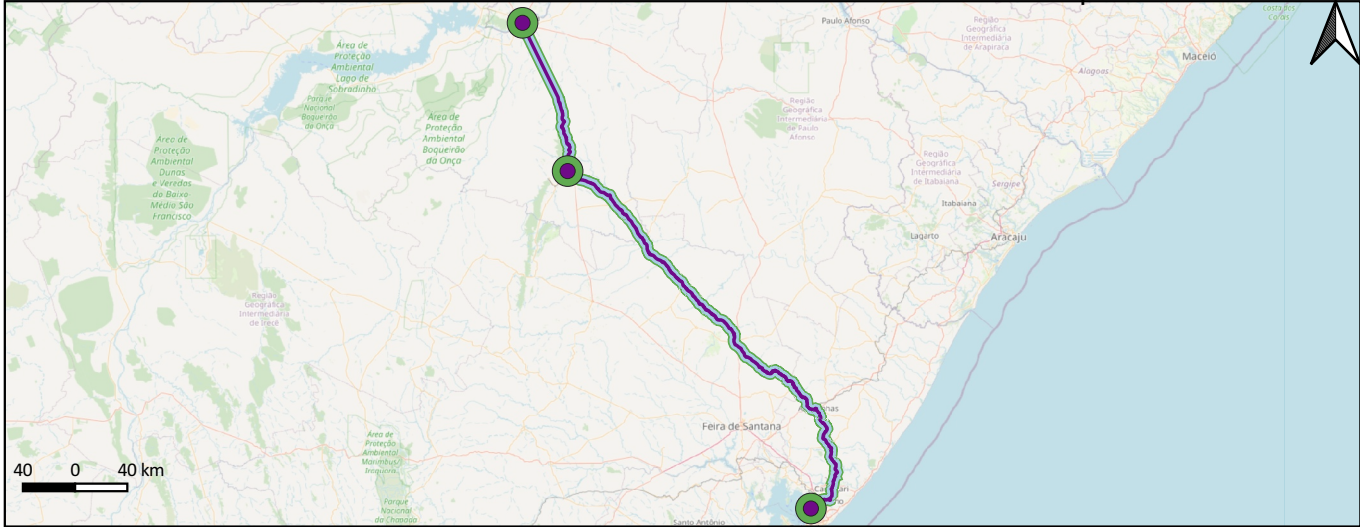 Costa dos
Corais
Paulo Afonso
Região
Geográfica
Intermediária
de Arapiraca
Maceió
Área de
Proteção
Ambiental
Lago de
Sobradinho
Alagoas
Parque
Nacional
Boqueirão
da Onça
Área de
Proteção
Ambiental
Boqueirão
da Onça
Região
Geográfica
Intermediária
de Paulo
Afonso
Área de
Proteção
Ambiental
Dunas
e Veredas
do Baixo-
Médio São
Francisco
Região
Geográfica
Intermediária
de Itabaiana
Sergipe
Itabaiana
Lagarto
Aracaju
Região
Geográfica
Intermediária
de Irecê
Feira de Santana
Área de
Proteção
Ambiental
Marimbus/
Iraquara
40 0 40 km
Parque
Nacional
da Chapada
Santo Antônio